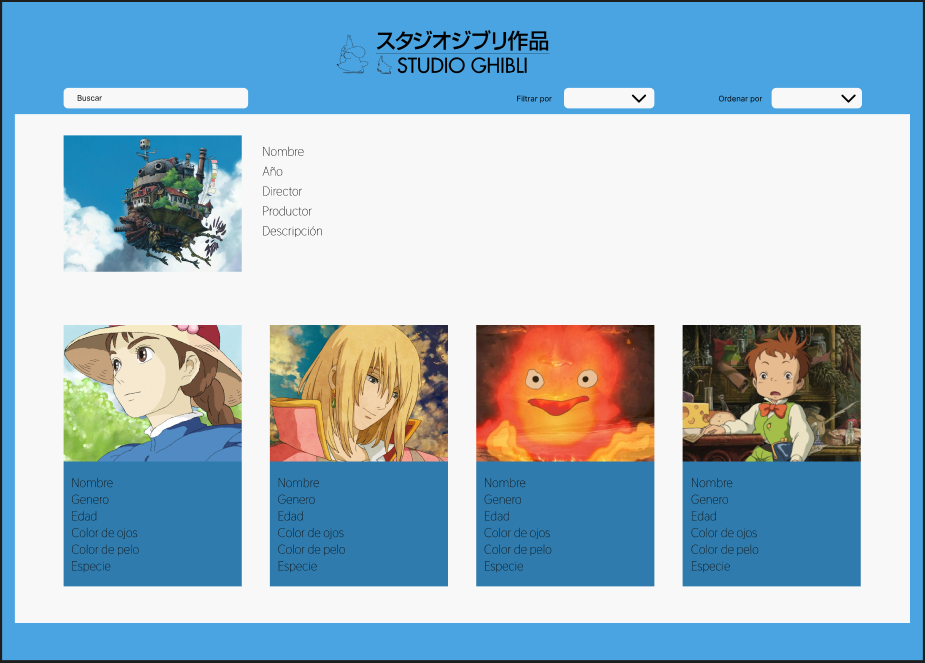 スタジオジブリ作品
STUDIO GHIBLI
Buscar
Filtrar por
Ordenar por
Nombre
Año
Director
Productor
Descripción
Nombre
Genero
Edad
Color de ojos
Color de pelo
Especie
Nombre
Genero
Edad
Color de ojos
Color de pelo
Especie
Nombre
Genero
Edad
Color de ojos
Color de pelo
Especie
Nombre
Genero
Edad
Color de ojos
Color de pelo
Especie